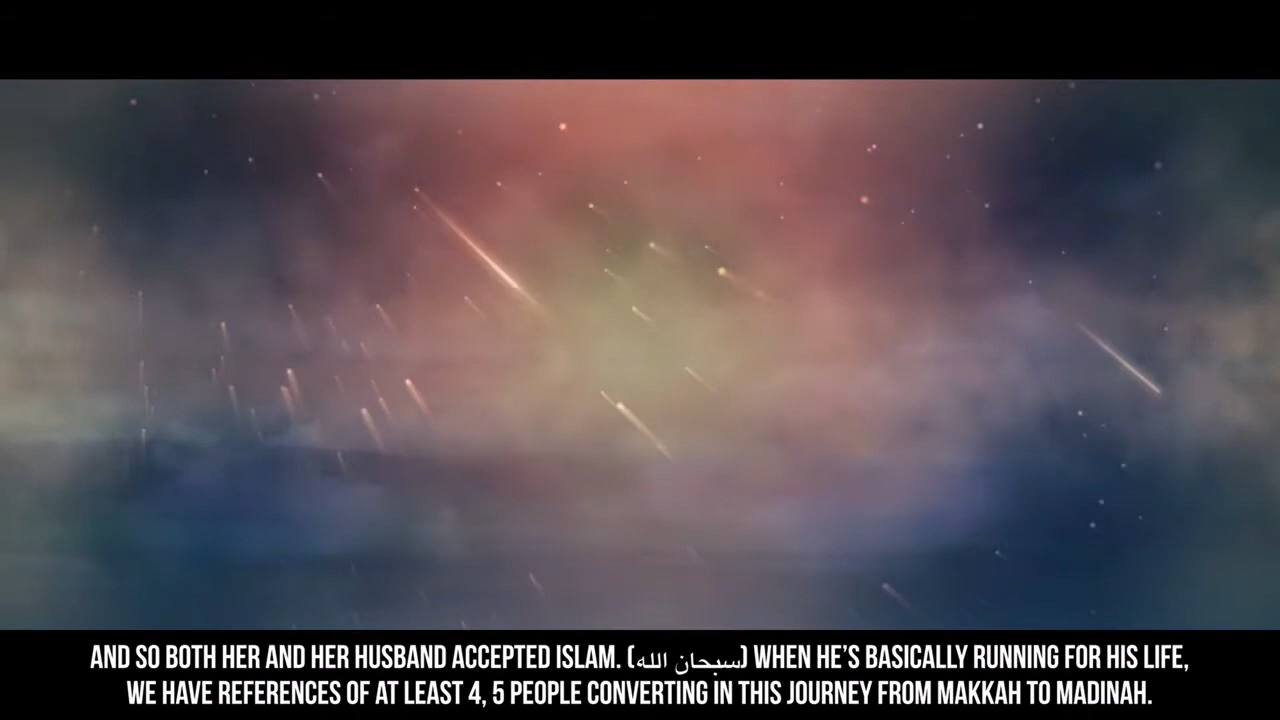 AND SO BOTH HER AND HER HUSBAND ACCEPTED ISLAM. (سبحان الله) WHEN HE'S BASICALLY RUNNING FOR HIS LIFE,
WE HAVE REFERENCES OF AT LEAST 4, 5 PEOPLE CONVERTING IN THIS JOURNEY FROM MAKKAH TO MADINAH.